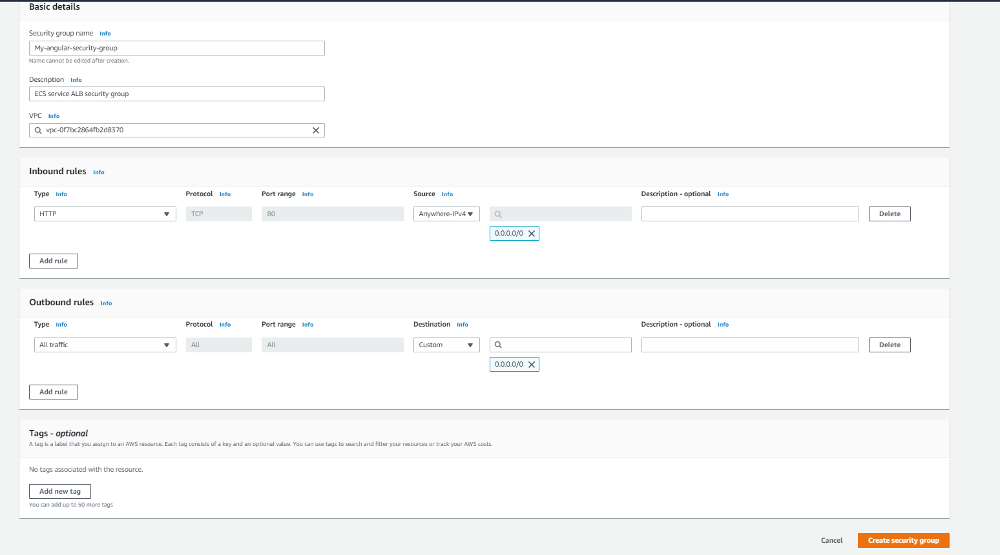 Basic details
Security group name Info
My-angular-security-group
Name cannot be edited after creation.
Description Info
ECS service ALB security group
VPC Info
vpc-0f7bc2864fb2d8370
Inbound rules Info
Type Info Protocol Info Port range Info Source Info Description - optional Info
HTTP TCP 80 Anywhere-IPv4 Delete
0.0.0.0/0
Add rule
Outbound rules Info
Type Info Protocol Info Port range Info Destination Info Description - optional Info
All traffic All All Custom Delete
0.0.0.0/0
Add rule
Tags - optional
A tag is a label that you assign to an AWS resource. Each tag consists of a key and an optional value. You can use tags to search and filter your resources or track your AWS costs.
No tags associated with the resource.
Add new tag
You can add up to 50 more tags
Cancel Create security group